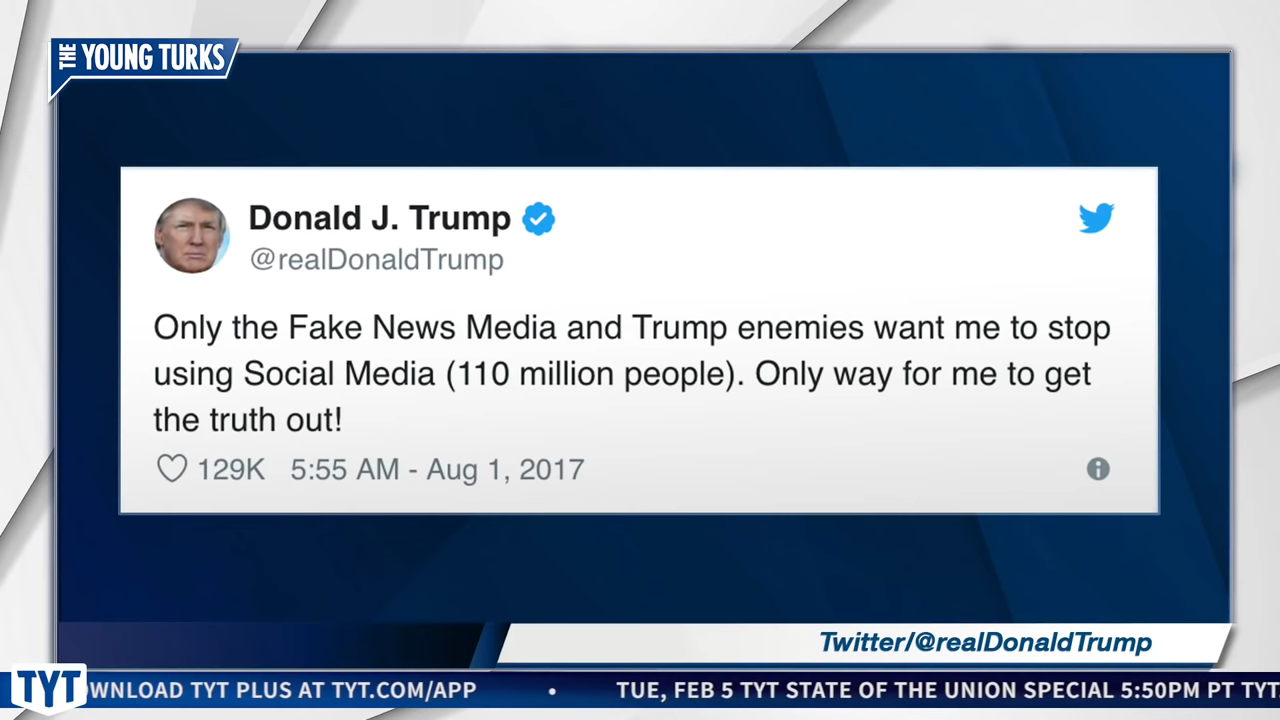 THE YOUNG TURKS
Donald J. Trump
@realDonaldTrump
Only the Fake News Media and Trump enemies want me to stop
using Social Media (110 million people). Only way for me to get
the truth out!
129K 5:55 AM - Aug 1, 2017
Twitter/@realDonaldTrump
TYT WNLOAD TYT PLUS AT TYT.COM/APP • TUE, FEB 5 TYT STATE OF THE UNION SPECIAL 5:50PM PT TYT.